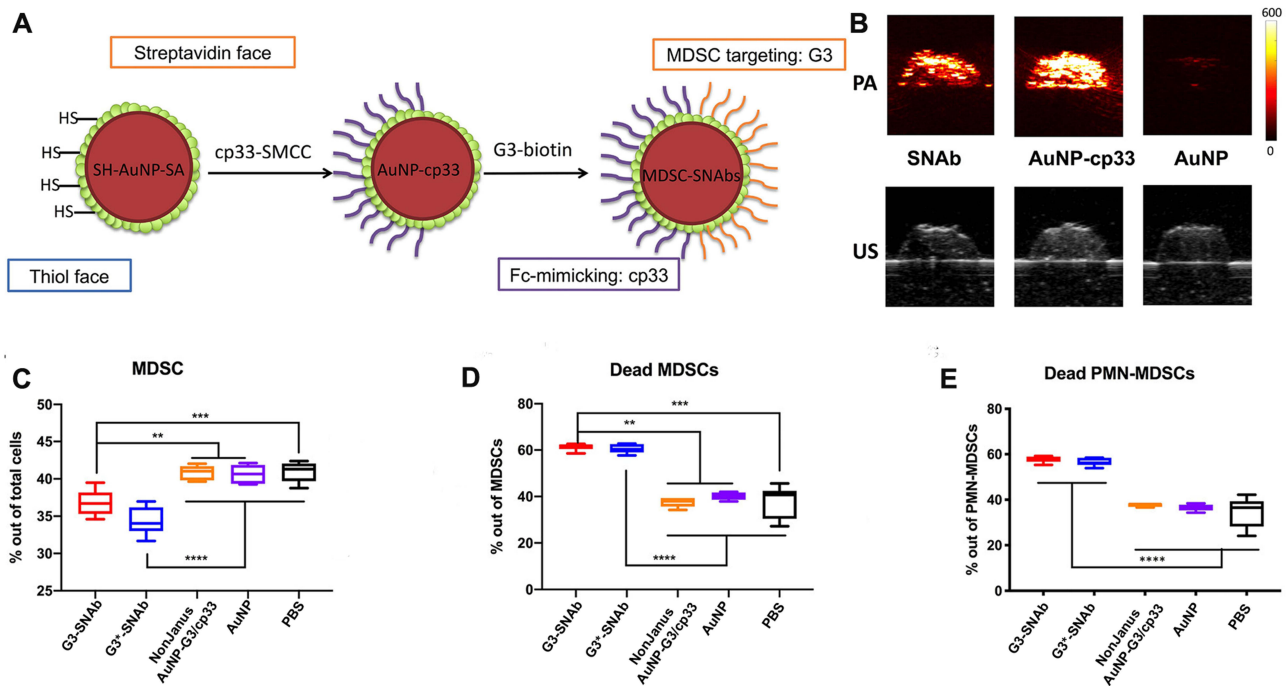 A
Streptavidin face
MDSC targeting: G3
HS
HS
HS
HS
SH-AuNP-SA
cp33-SMCC
AuNP-cp33
G3-biotin
MDSC-SNAbs
Thiol face
Fc-mimicking: cp33
B
600
0
PA
SNAb
AuNP-cp33
AuNP
US
C
MDSC
% out of total cells
50
45
40
35
30
25
***
**
****
G3-SNAb
G3*-SNAb
NonJanus
AuNP-G3/cp33
AuNP
PBS
D
Dead MDSCs
% out of MDSCs
80
60
40
20
0
***
**
****
G3-SNAb
G3*-SNAb
NonJanus
AuNP-G3/cp33
AuNP
PBS
E
Dead PMN-MDSCs
% out of PMN-MDSCs
80
60
40
20
0
****
G3-SNAb
G3*-SNAb
NonJanus
AuNP-G3/cp33
AuNP
PBS